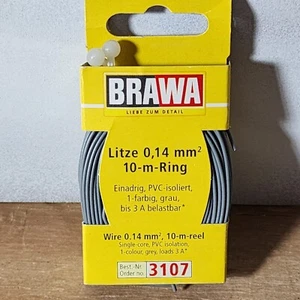 BRAWA
LIEBE ZUM DETAIL
Litze 0,14 mm²
10-m-Ring
Einadrig, PVC-isoliert,
1-farbig, grau,
bis 3 A belastbar*
Wire 0.14 mm², 10-m-reel
Single-core, PVC-isolation,
1-colour, grey, loads 3 A*
Best.-Nr.
Order no.
3107